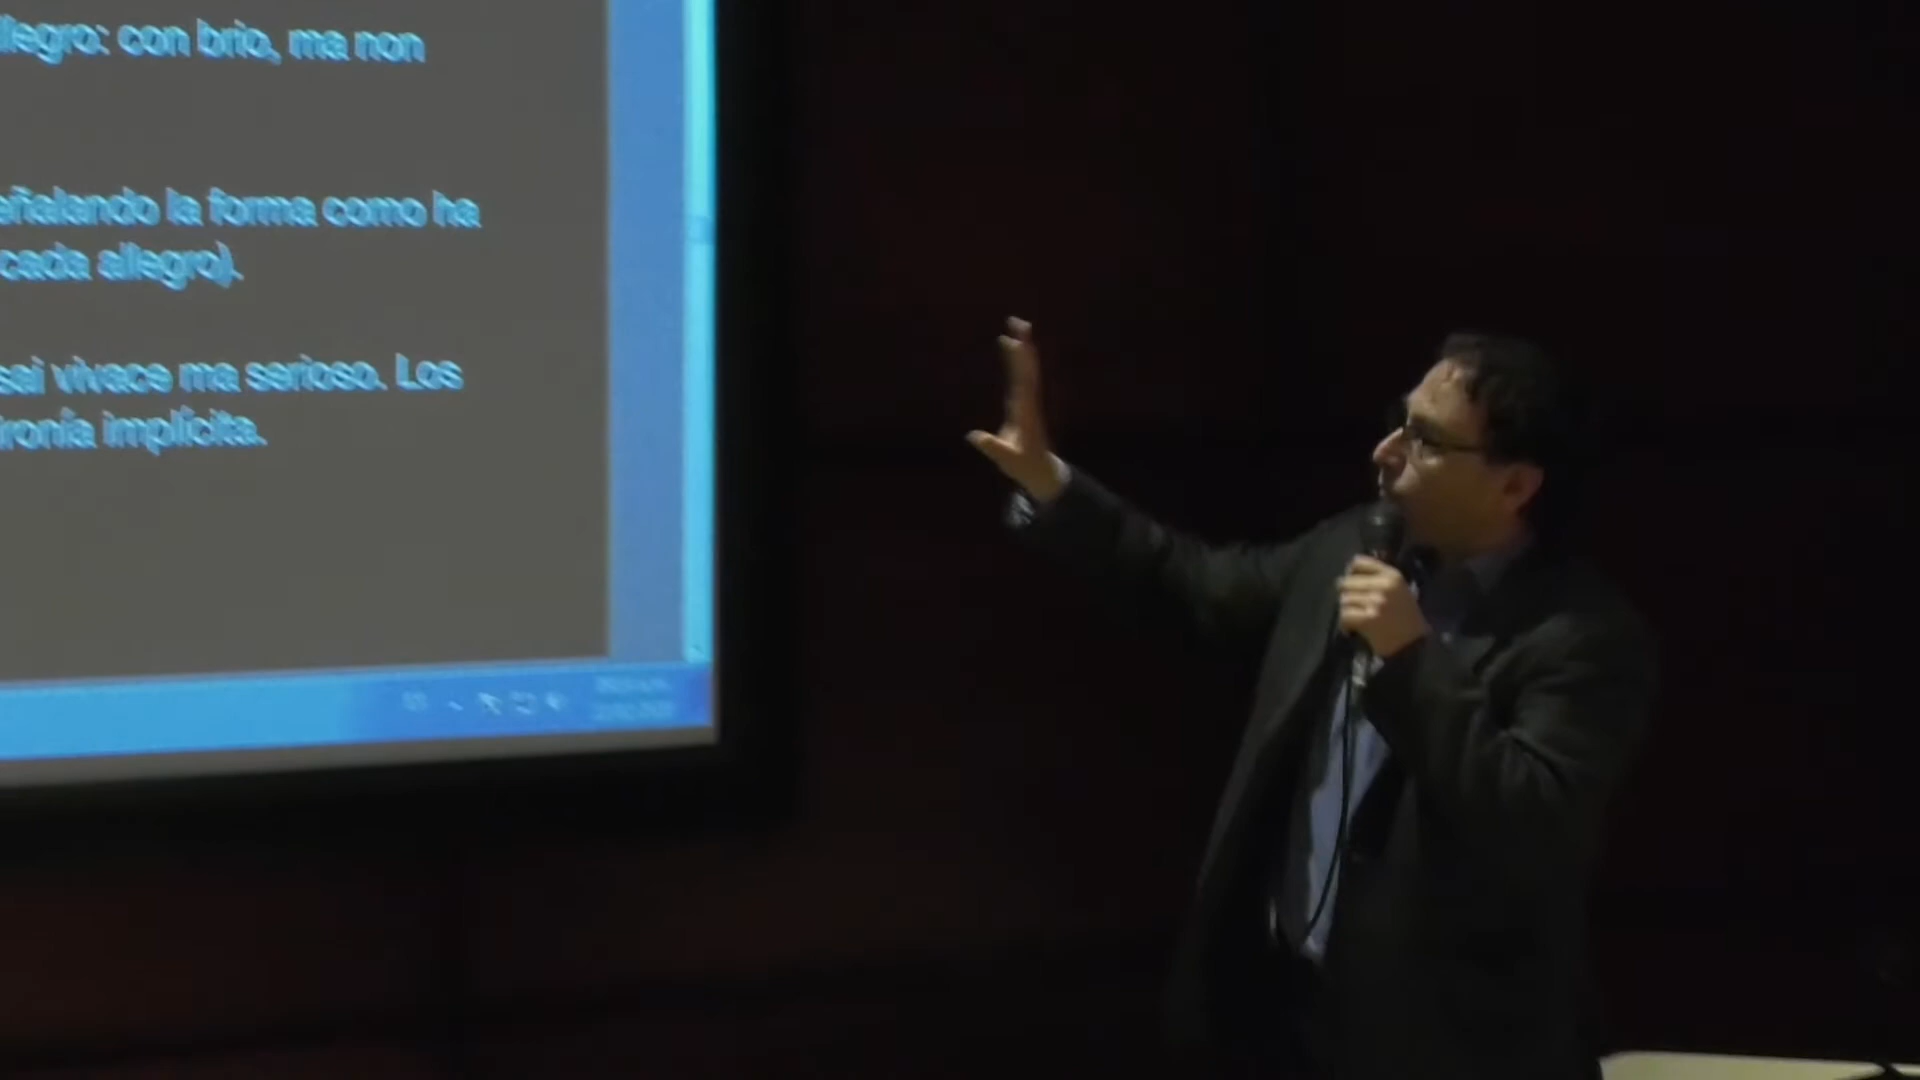 llegro: con brio, ma non
eñalando la forma como ha
cada allegro).
sai vivace ma serioso. Los
ironía implícita.